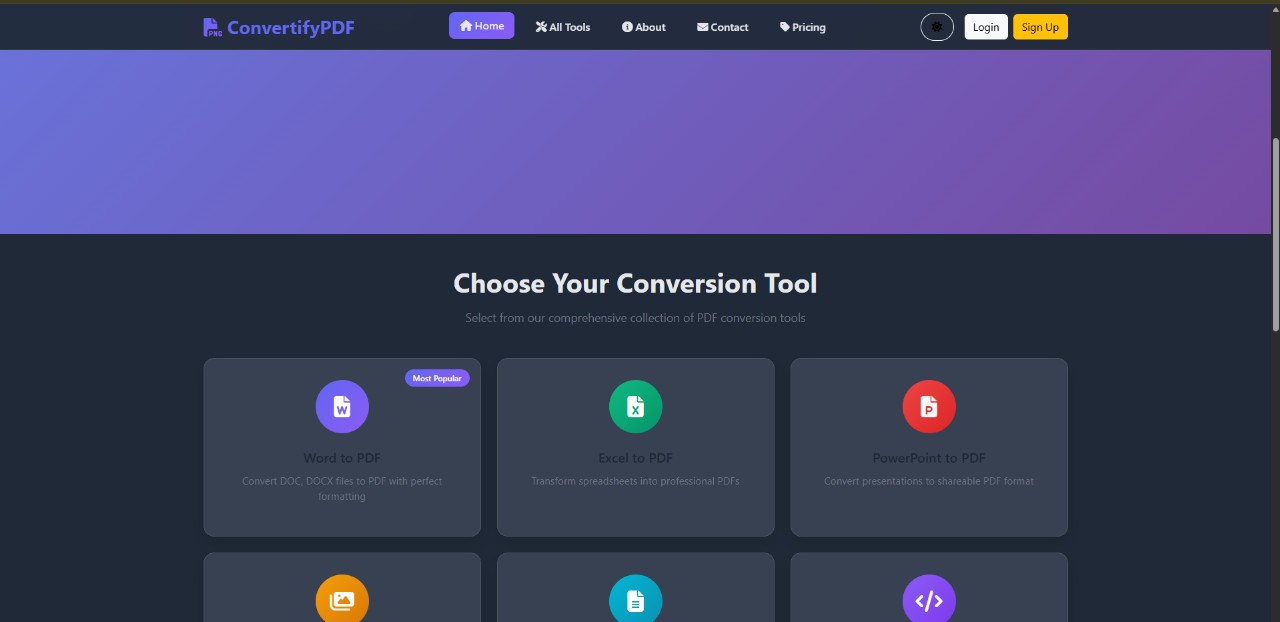 ConvertifyPDF
Home
All Tools
About
Contact
Pricing
Login
Sign Up
Choose Your Conversion Tool
Select from our comprehensive collection of PDF conversion tools
Most Popular
W
Word to PDF
Convert DOC, DOCX files to PDF with perfect
formatting
X
Excel to PDF
Transform spreadsheets into professional PDFs
P
PowerPoint to PDF
Convert presentations to shareable PDF format